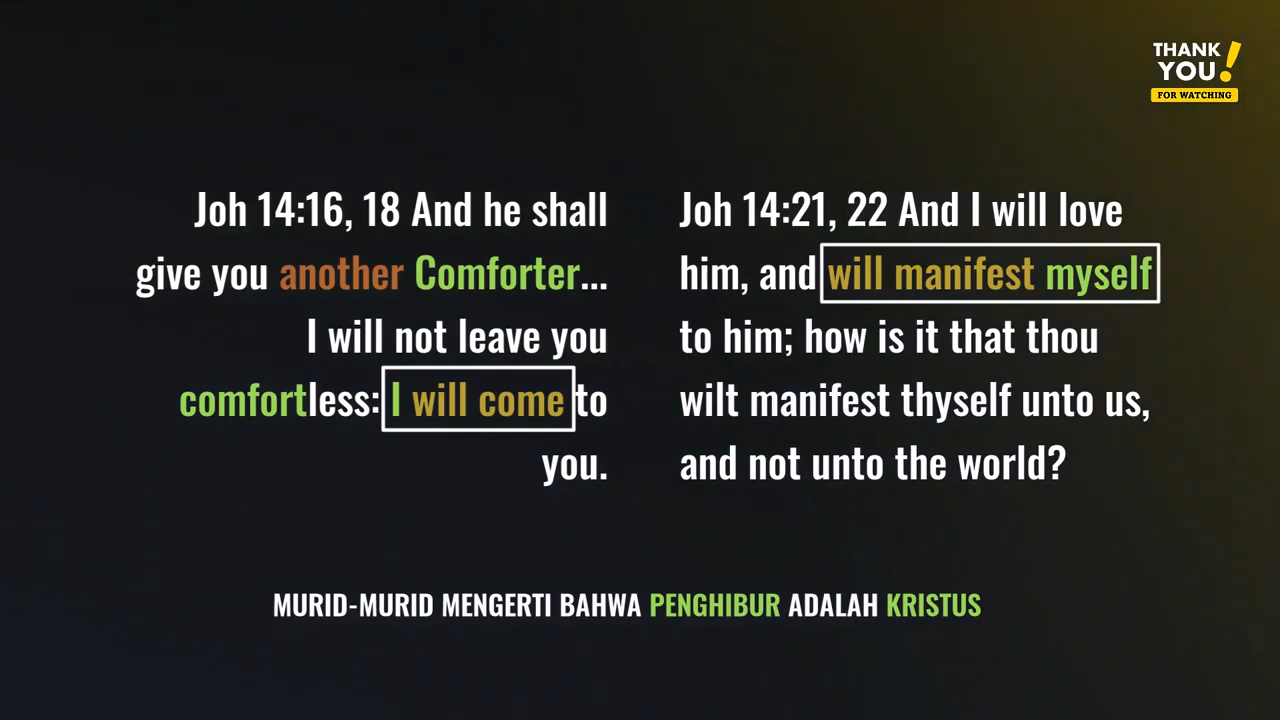 THANK
YOU!
FOR WATCHING
Joh 14:16, 18 And he shall
give you another Comforter...
I will not leave you
comfortless: I will come to
you.
Joh 14:21, 22 And I will love
him, and will manifest myself
to him; how is it that thou
wilt manifest thyself unto us,
and not unto the world?
MURID-MURID MENGERTI BAHWA PENGHIBUR ADALAH KRISTUS